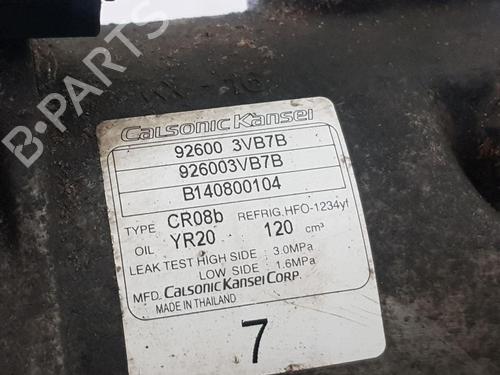 B-PARTS
Calsonic Kansei
92600 3VB7B
926003VB7B
B140800104
TYPE CR08b REFRIG. HFO-1234yf
OIL YR20 120 cm³
LEAK TEST HIGH SIDE : 3.0MPa
LOW SIDE : 1.6MPa
MFD. Calsonic Kansei Corp.
MADE IN THAILAND
7